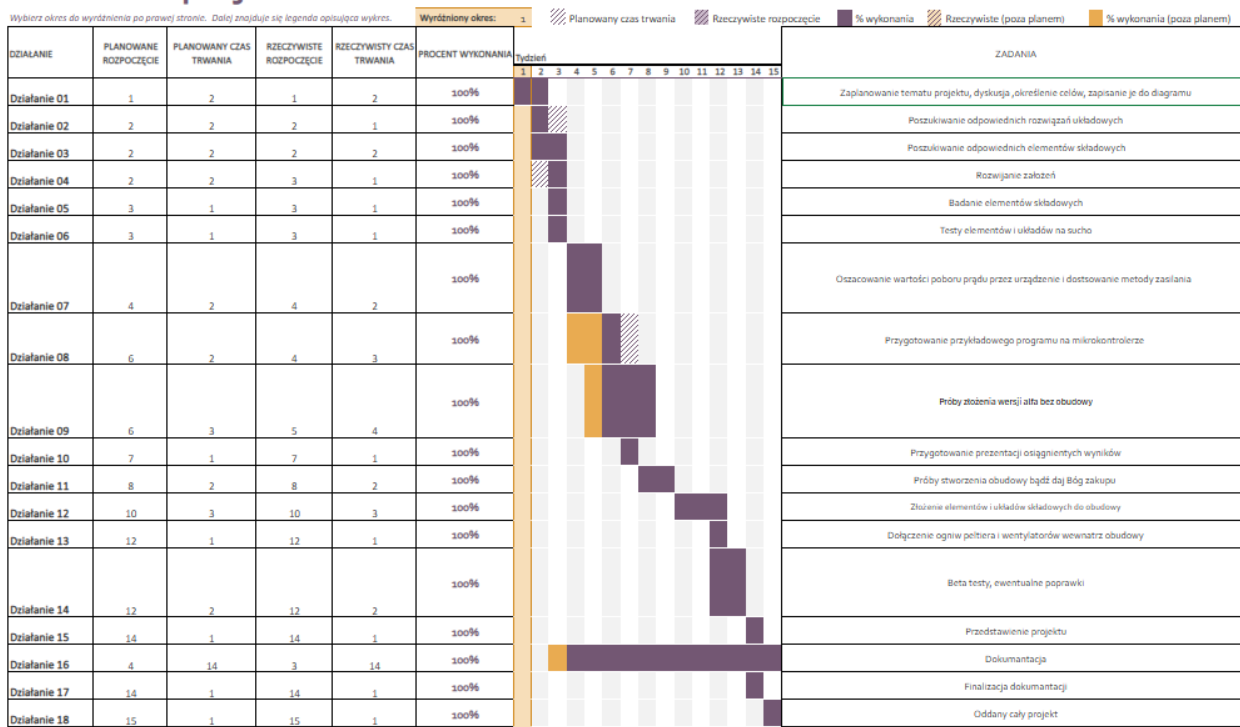 Wybierz okres do wyróżnienia po prawej stronie. Dalej znajduje się legenda opisująca wykres.
Wyróżniony okres: 1
Planowany czas trwania
Rzeczywiste rozpoczęcie
% wykonania
Rzeczywiste (poza planem)
% wykonania (poza planem)
DZIAŁANIE
PLANOWANE ROZPOCZĘCIE
PLANOWANY CZAS TRWANIA
RZECZYWISTE ROZPOCZĘCIE
RZECZYWISTY CZAS TRWANIA
PROCENT WYKONANIA
Tydzień
ZADANIA
1 2 3 4 5 6 7 8 9 10 11 12 13 14 15
Działanie 01 1 2 1 2 100% Zaplanowanie tematu projektu, dyskusja ,określenie celów, zapisanie je do diagramu
Działanie 02 2 2 2 1 100% Poszukiwanie odpowiednich rozwiązań układowych
Działanie 03 2 2 2 2 100% Poszukiwanie odpowiednich elementów składowych
Działanie 04 2 2 3 1 100% Rozwijanie założeń
Działanie 05 3 1 3 1 100% Badanie elementów składowych
Działanie 06 3 1 3 1 100% Testy elementów i układów na sucho
Działanie 07 4 2 4 2 100% Oszacowanie wartości poboru prądu przez urządzenie i dostsowanie metody zasilania
Działanie 08 6 2 4 3 100% Przygotowanie przykładowego programu na mikrokontrolerze
Działanie 09 6 3 5 4 100% Próby złożenia wersji alfa bez obudowy
Działanie 10 7 1 7 1 100% Przygotowanie prezentacji osiągnientych wyników
Działanie 11 8 2 8 2 100% Próby stworzenia obudowy bądź daj Bóg zakupu
Działanie 12 10 3 10 3 100% Złożenie elementów i układów składowych do obudowy
Działanie 13 12 1 12 1 100% Dołączenie ogniw peltiera i wentylatorów wewnatrz obudowy
Działanie 14 12 2 12 2 100% Beta testy, ewentualne poprawki
Działanie 15 14 1 14 1 100% Przedstawienie projektu
Działanie 16 4 14 3 14 100% Dokumantacja
Działanie 17 14 1 14 1 100% Finalizacja dokumantacji
Działanie 18 15 1 15 1 100% Oddany cały projekt